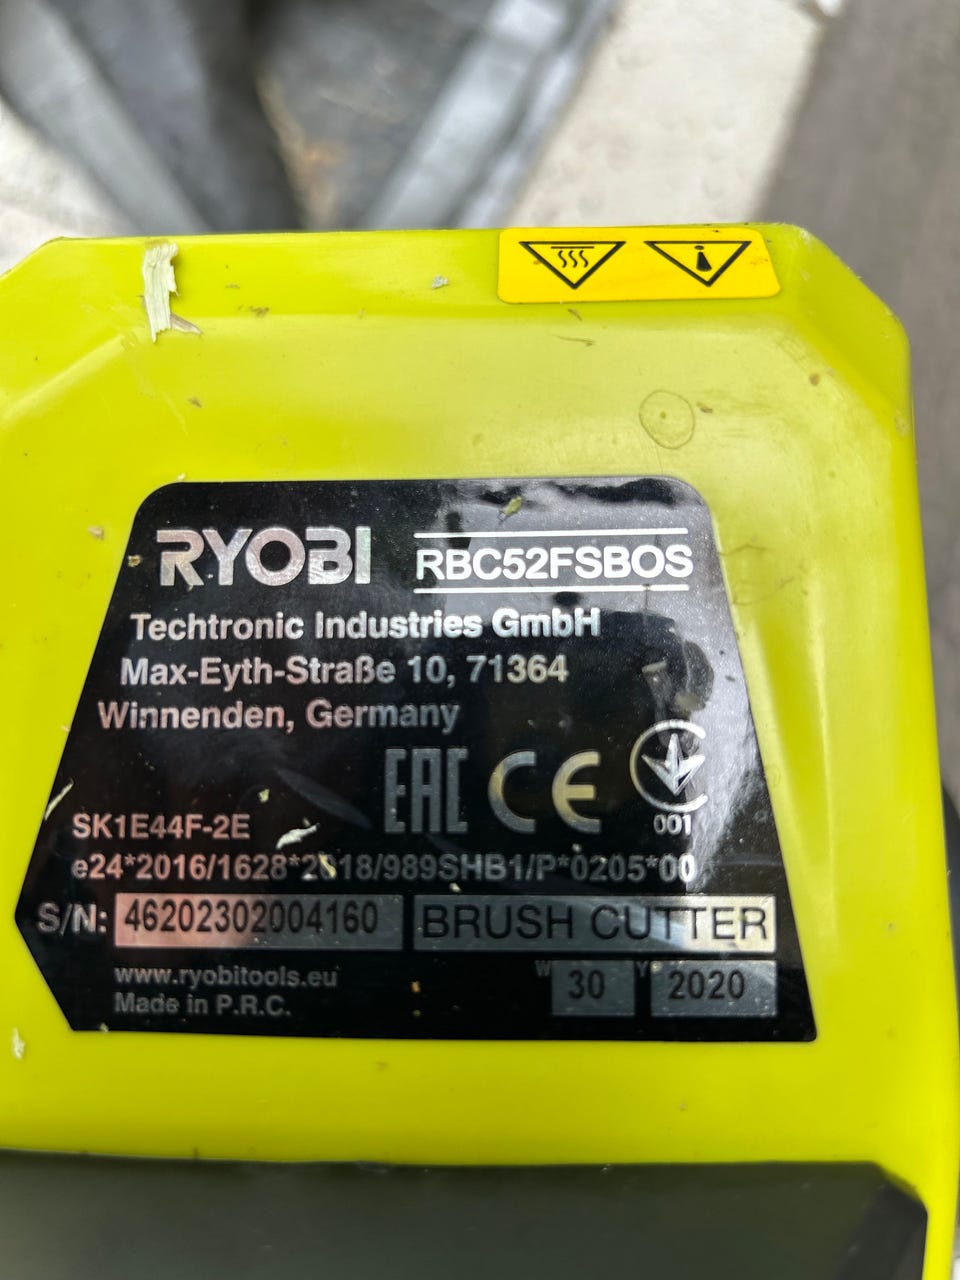 RYOBI RBC52FSBOS
Techtronic Industries GmbH
Max-Eyth-Straße 10, 71364
Winnenden, Germany
EAC CE
001
SK1E44F-2E
e24*2016/1628*2018/989SHB1/P*0205*00
S/N: 46202302004160 BRUSH CUTTER
www.ryobitools.eu
Made in P.R.C.
W 30 Y 2020